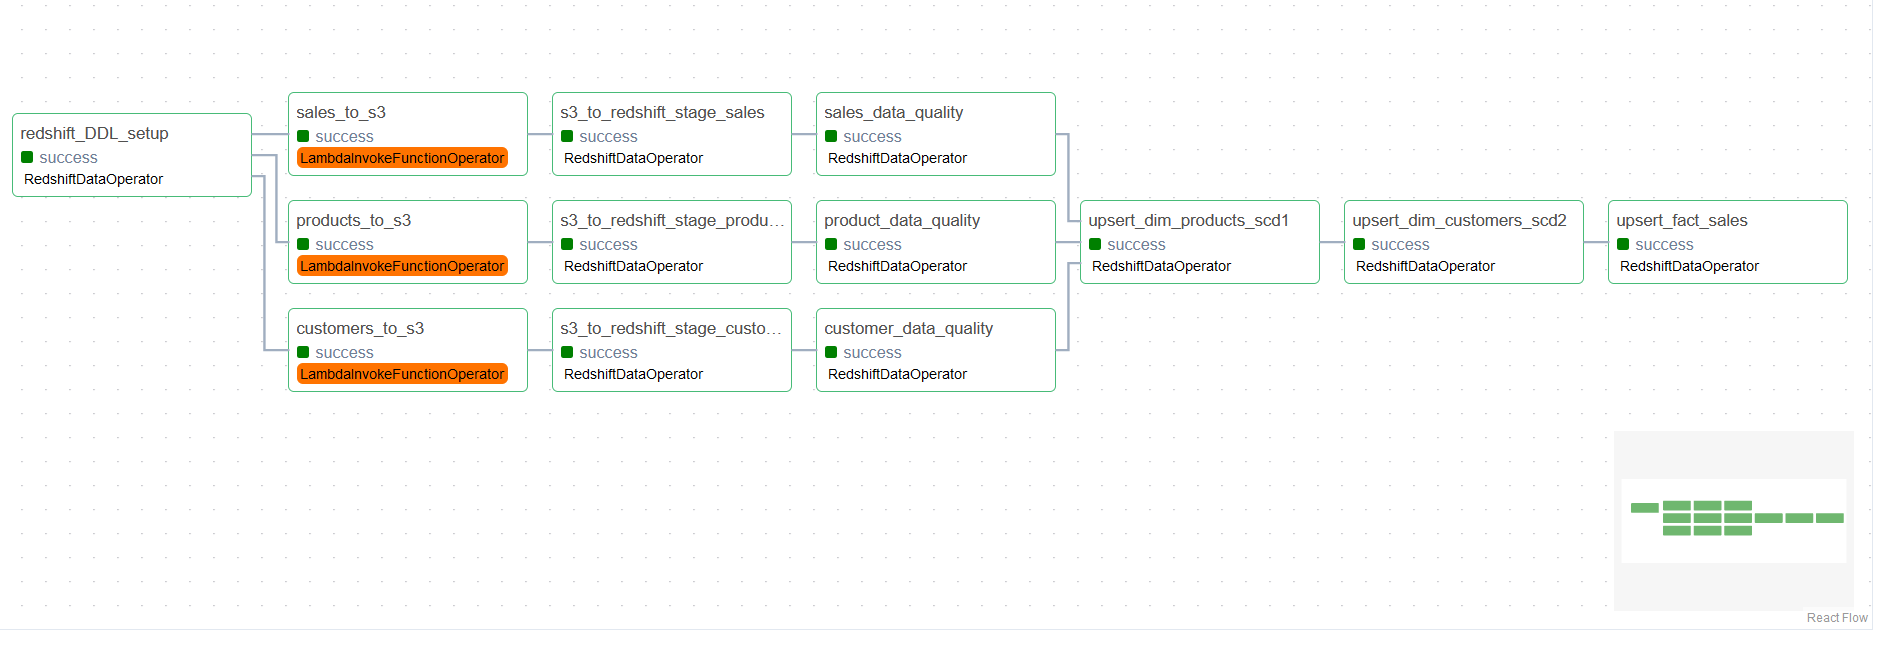 redshift_DDL_setup
success
RedshiftDataOperator
sales_to_s3
success
LambdaInvokeFunctionOperator
s3_to_redshift_stage_sales
success
RedshiftDataOperator
sales_data_quality
success
RedshiftDataOperator
products_to_s3
success
LambdaInvokeFunctionOperator
s3_to_redshift_stage_produ...
success
RedshiftDataOperator
product_data_quality
success
RedshiftDataOperator
customers_to_s3
success
LambdaInvokeFunctionOperator
s3_to_redshift_stage_custo...
success
RedshiftDataOperator
customer_data_quality
success
RedshiftDataOperator
upsert_dim_products_scd1
success
RedshiftDataOperator
upsert_dim_customers_scd2
success
RedshiftDataOperator
upsert_fact_sales
success
RedshiftDataOperator
React Flow